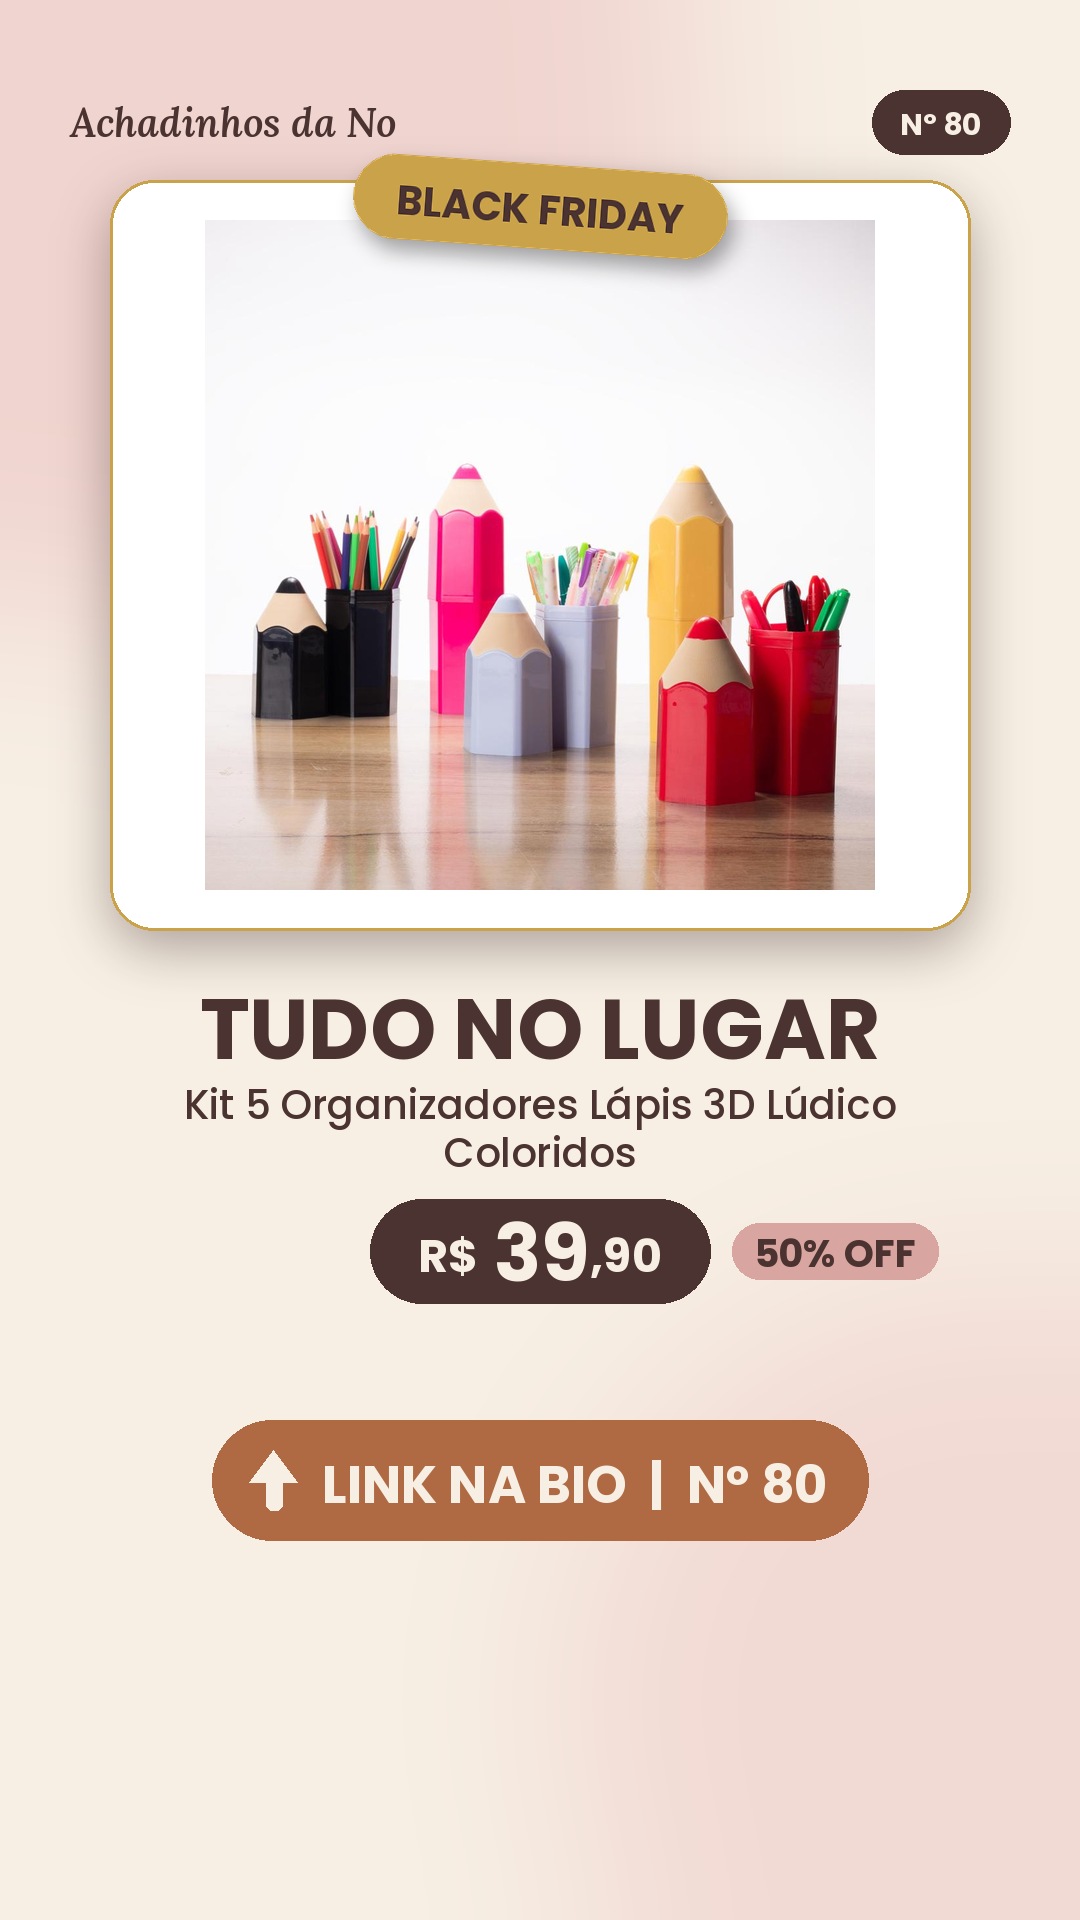 Achadinhos da No
Nº 80
BLACK FRIDAY
TUDO NO LUGAR
Kit 5 Organizadores Lápis 3D Lúdico
Coloridos
R$ 39,90
50% OFF
LINK NA BIO | Nº 80